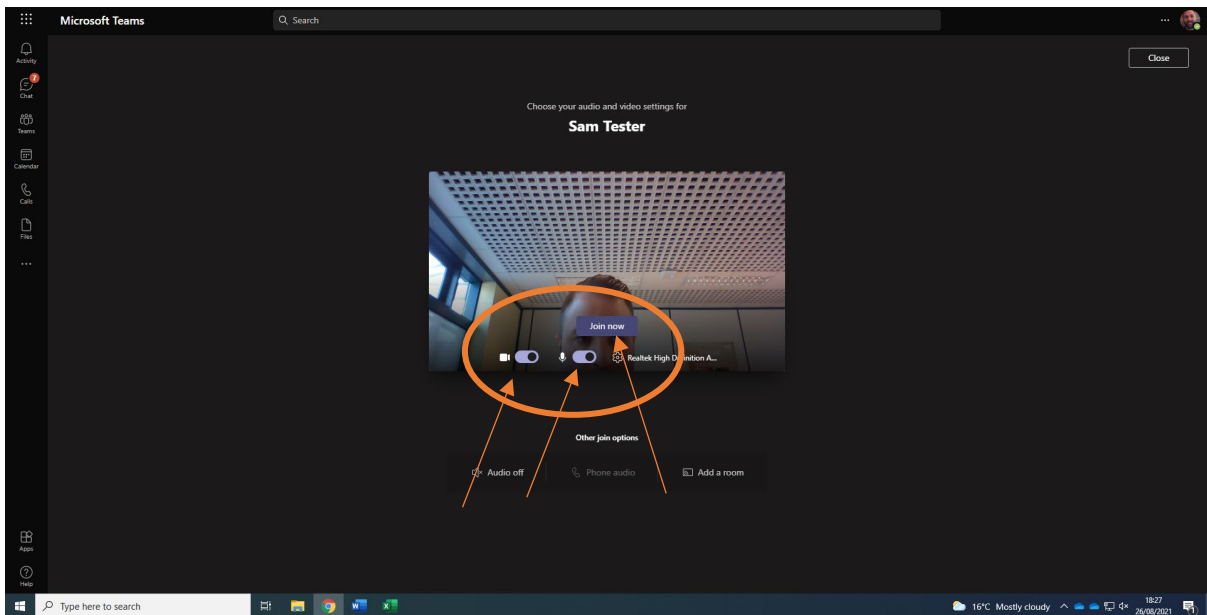 Microsoft Teams
Search
Activity
7
Chat
Teams
Calendar
Calls
Files
Close
Choose your audio and video settings for
Sam Tester
Join now
Realtek High Definition A...
Other join options
Audio off
Phone audio
Add a room
Apps
Help
Type here to search
16°C Mostly cloudy
18:27
26/08/2021